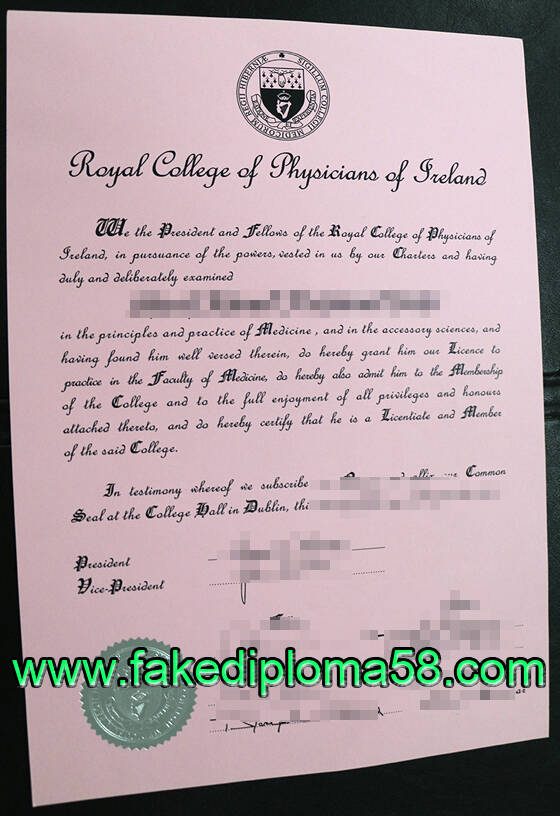 SIGILLUM COLLEGII MEDICORUM REGII HIBERNIÆ
Royal College of Physicians of Ireland
We the President and Fellows of the Royal College of Physicians of
Ireland, in pursuance of the powers, vested in us by our Charters and having
duly and deliberately examined
in the principles and practice of Medicine, and in the accessory sciences, and
having found him well versed therein, do hereby grant him our Licence to
practice in the Faculty of Medicine, do hereby also admit him to the Membership
of the College and to the full enjoyment of all privileges and honours
attached thereto, and do hereby certify that he is a Licentiate and Member
of the said College.
In testimony whereof we subscribe Common
Seal at the College Hall in Dublin,
President
Vice-President
www.fakediploma58.com